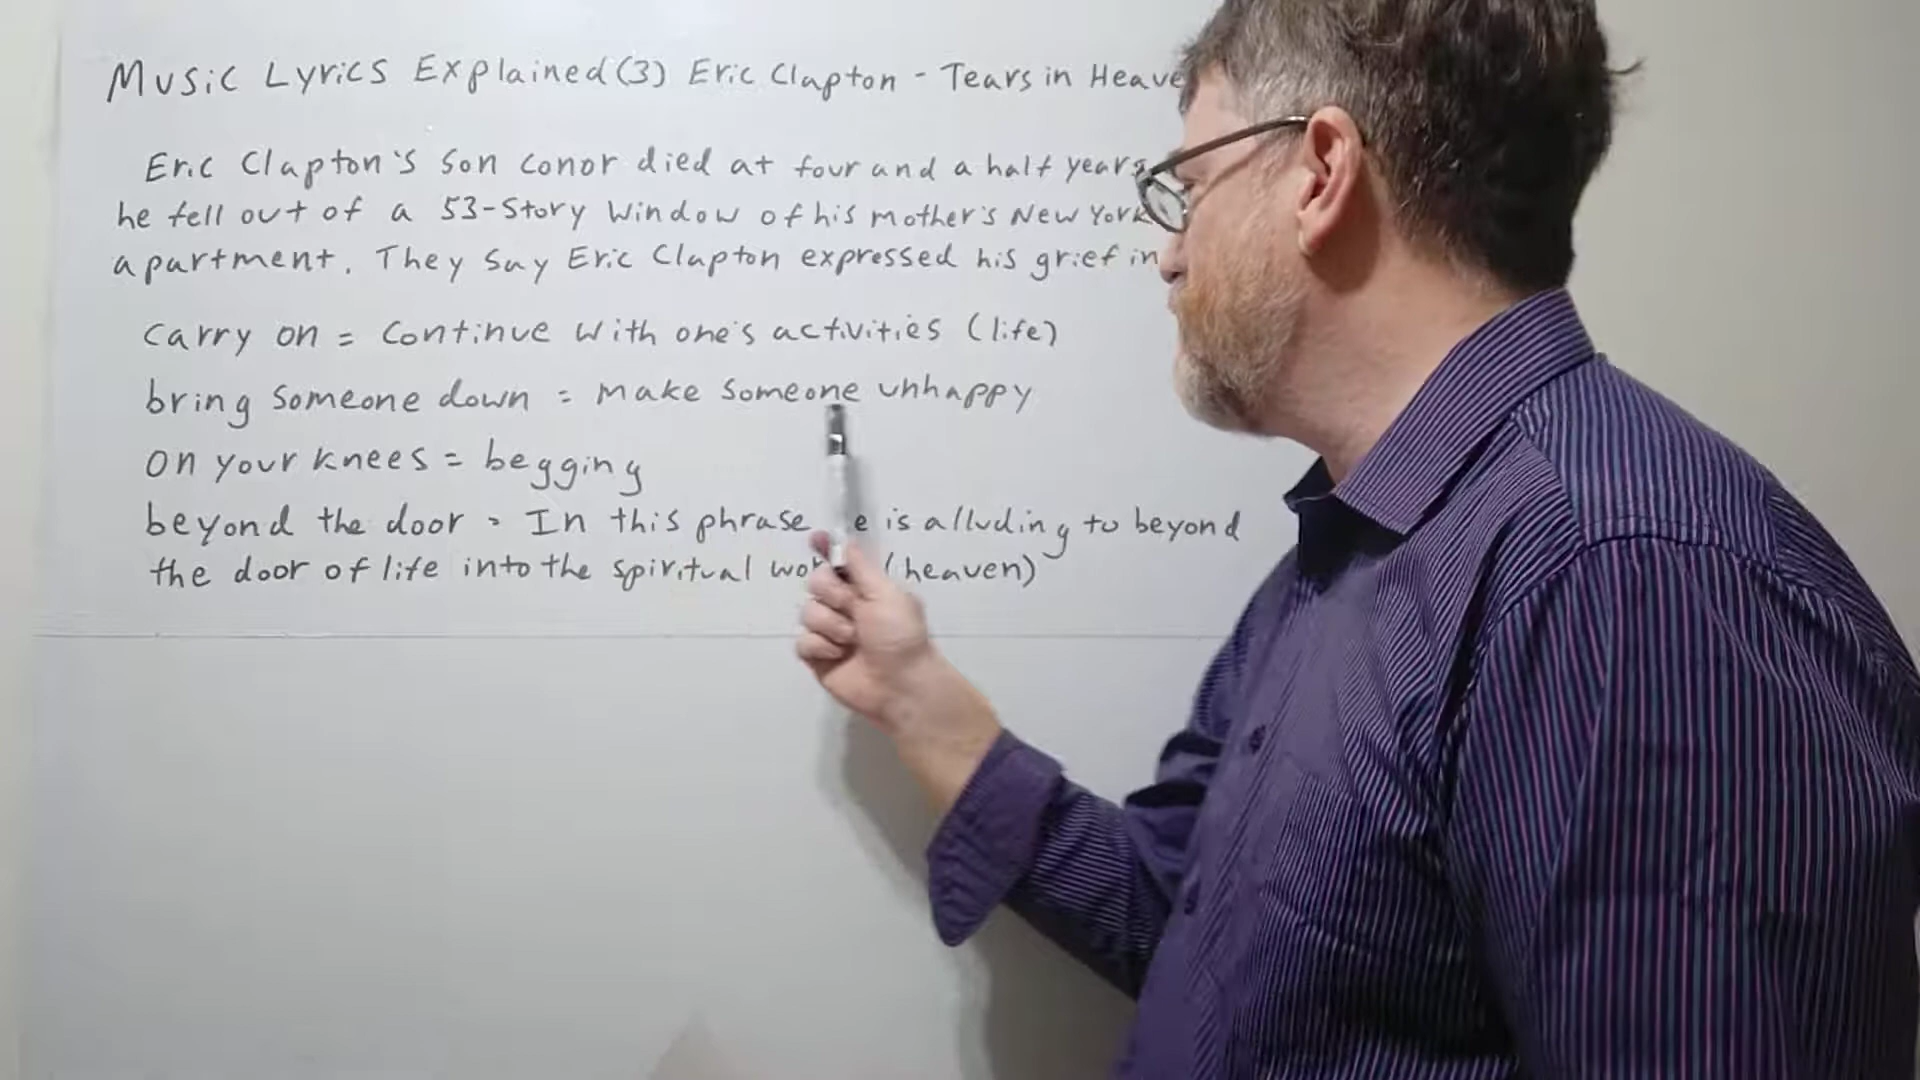 Music Lyrics Explained (3) Eric Clapton - Tears in Heave
Eric Clapton's son conor died at four and a half years
he fell out of a 53-story window of his mother's New York
apartment. They say Eric Clapton expressed his grief in
carry on = continue with one's activities (life)
bring someone down = make someone unhappy
on your knees = begging
beyond the door = In this phrase e is alluding to beyond
the door of life into the spiritual wor (heaven)